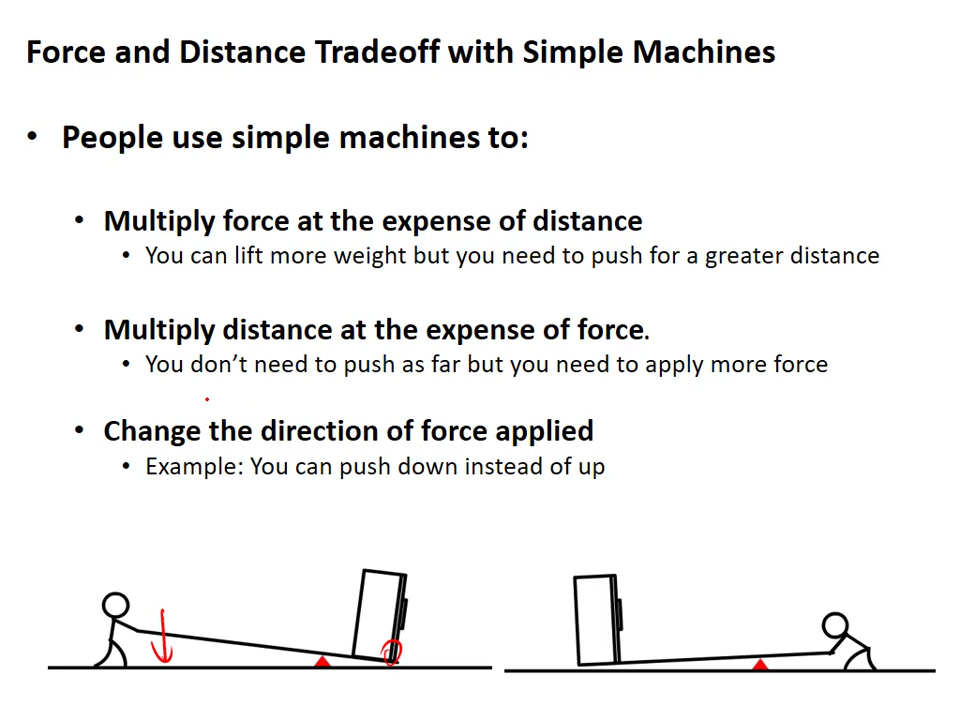 Force and Distance Tradeoff with Simple Machines
• People use simple machines to:
• Multiply force at the expense of distance
• You can lift more weight but you need to push for a greater distance
• Multiply distance at the expense of force.
• You don’t need to push as far but you need to apply more force
• Change the direction of force applied
• Example: You can push down instead of up